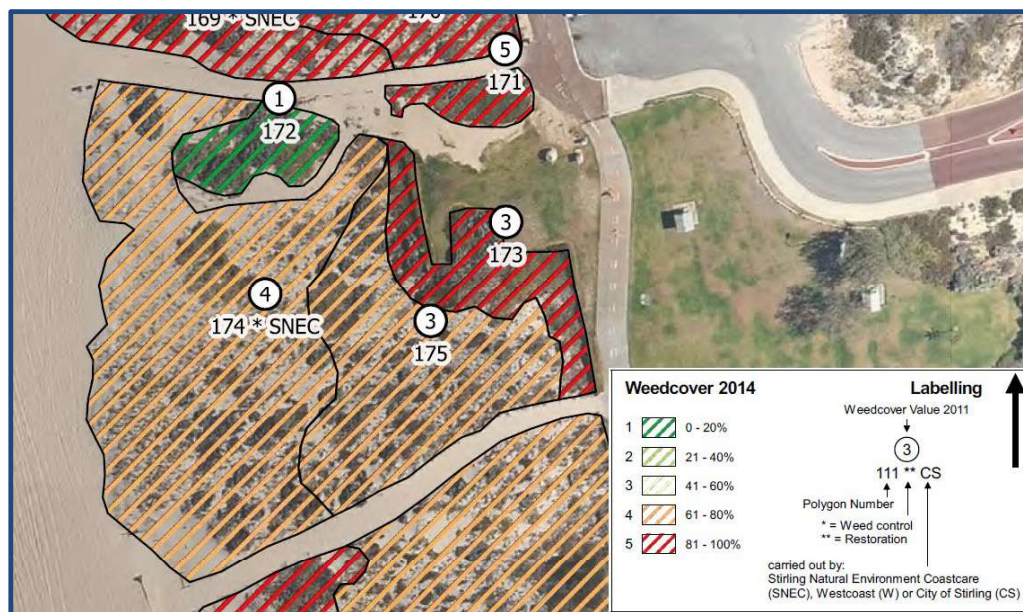 169 * SNEC
170
5
171
1
172
3
173
4
174 * SNEC
3
175
Weedcover 2014
1 0 - 20%
2 21 - 40%
3 41 - 60%
4 61 - 80%
5 81 - 100%
Labelling
Weedcover Value 2011
3
111 ** CS
Polygon Number
* = Weed control
** = Restoration
carried out by:
Stirling Natural Environment Coastcare
(SNEC), Westcoast (W) or City of Stirling (CS)